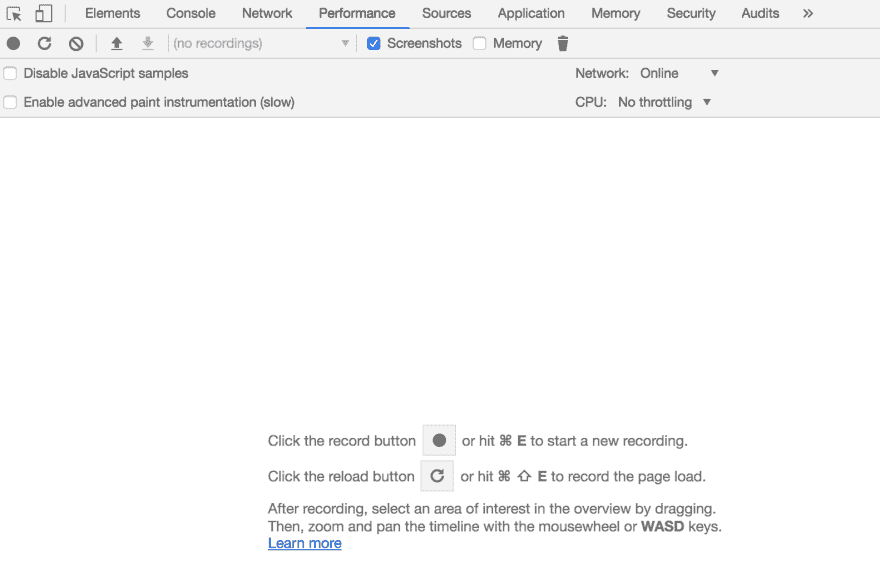 Elements Console Network Performance Sources Application Memory Security Audits »
(no recordings) Screenshots Memory
Disable JavaScript samples Network: Online
Enable advanced paint instrumentation (slow) CPU: No throttling
Click the record button or hit ⌘ E to start a new recording.
Click the reload button or hit ⌘ ⇧ E to record the page load.
After recording, select an area of interest in the overview by dragging.
Then, zoom and pan the timeline with the mousewheel or WASD keys.
Learn more